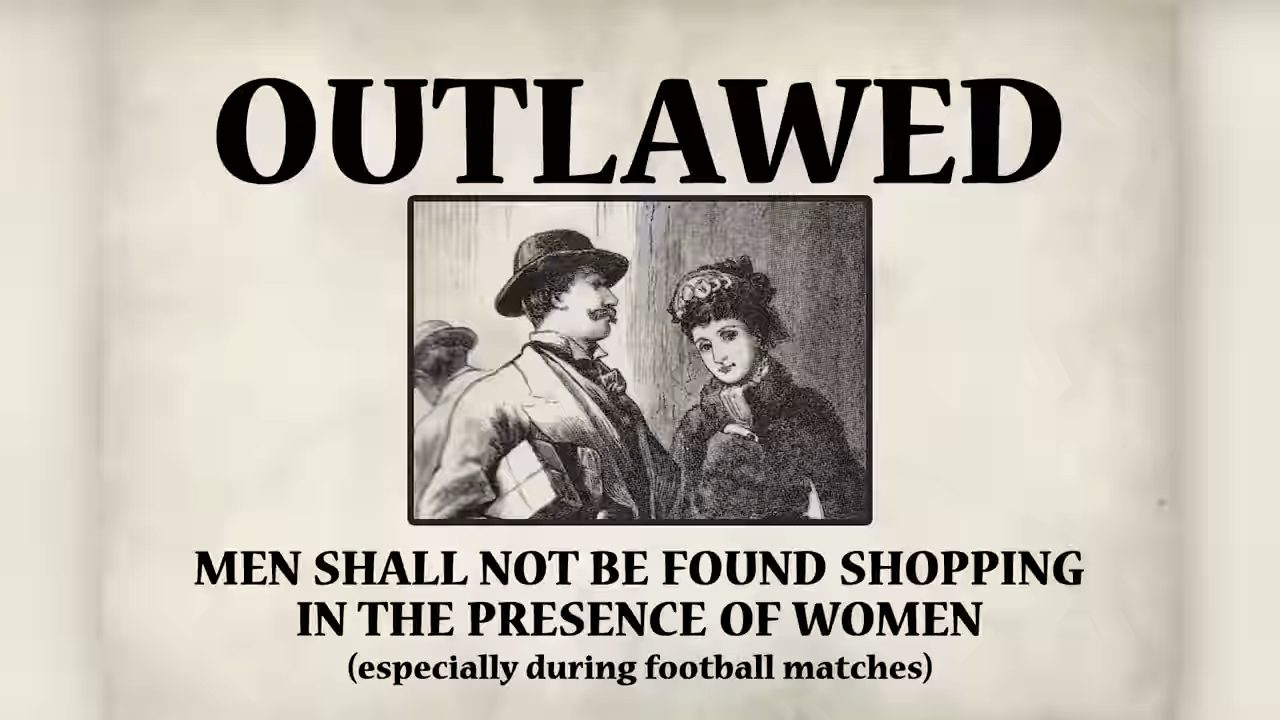 OUTLAWED
MEN SHALL NOT BE FOUND SHOPPING
IN THE PRESENCE OF WOMEN
(especially during football matches)